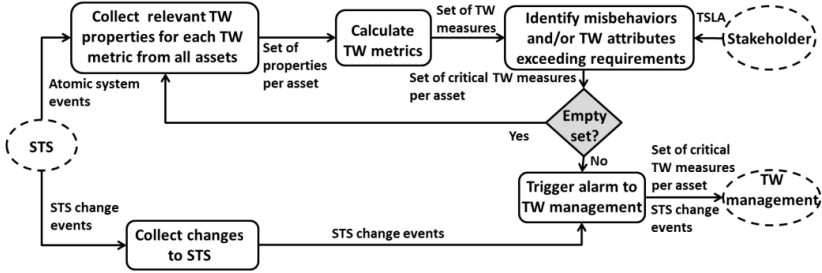 Collect relevant TW
properties for each TW
metric from all assets
Set of
properties
per asset
Calculate
TW metrics
Set of TW
measures
Identify misbehaviors
and/or TW attributes
exceeding requirements
TSLA
Stakeholder
Atomic system
events
Set of critical TW measures
per asset
Empty
set?
Yes
No
STS
Trigger alarm to
TW management
Set of critical
TW measures
per asset
STS change
events
TW
management
STS change
events
Collect changes
to STS
STS change events